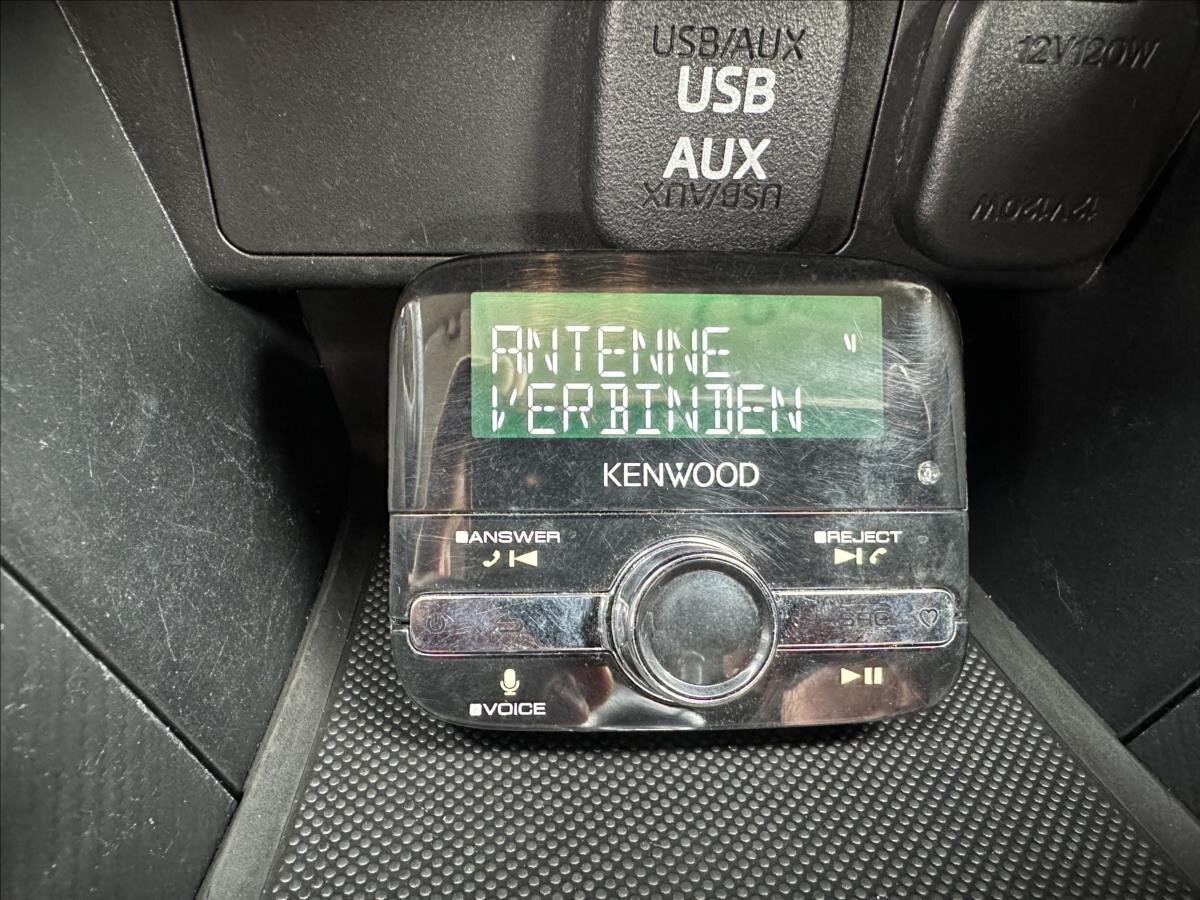 USB/AUX
USB
AUX
USB/AUX
12V120W
12V120W
ANTENNE
VERBINDEN
KENWOOD
ANSWER
REJECT
VOICE